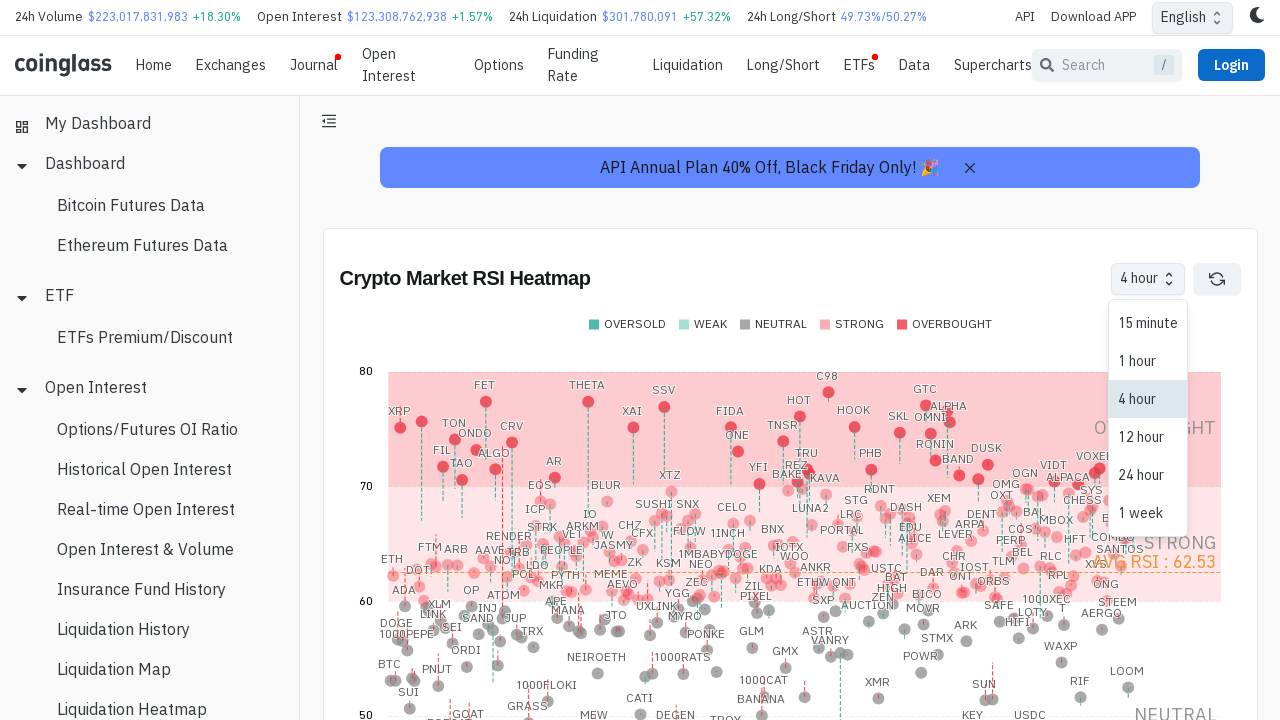 24h Volume $223,017,831,983 +18.30% Open Interest $123,308,762,938 +1.57% 24h Liquidation $301,780,091 +57.32% 24h Long/Short 49.73%/50.27% API Download APP English
coinglass Home Exchanges Journal Open Interest Options Funding Rate Liquidation Long/Short ETFs Data Supercharts Search / Login
My Dashboard
Dashboard
Bitcoin Futures Data
Ethereum Futures Data
ETF
ETFs Premium/Discount
Open Interest
Options/Futures OI Ratio
Historical Open Interest
Real-time Open Interest
Open Interest & Volume
Insurance Fund History
Liquidation History
Liquidation Map
Liquidation Heatmap
API Annual Plan 40% Off, Black Friday Only! 🎉
Crypto Market RSI Heatmap
4 hour
15 minute
1 hour
4 hour
12 hour
24 hour
1 week
OVERSOLD WEAK NEUTRAL STRONG OVERBOUGHT
80
C98
FET THETA SSV GTC
XRP XAI FIDA HOT HOOK SKL OMNI ALPHA
TON ONDO CRV ONE TNSR RONIN
FIL TAO ALGO AR YFI REZ TRU PHB BAND DUSK VOXE
XTZ BAKE KAVA OGN VIDT ALPACA
70
EOS BLUR RDNT OMG SYS
ICP IO SUSHI SNX CELO LUNA2 STG DASH XEM OXT CHESS
STRK ARKM CHZ BNX LRC DENT BAL MBOX
RENDER VET W CFX FLOW 1INCH PORTAL EDU ALICE LEVER ARPA COS PERP HFT COMBO
ETH FTM ARB AAVE TRB PEOPLE JASMY 1MBABYDOGE IOTX FXS BEL SANTOS
STRONG
AVG RSI : 62.53
DOT LDO ZK KSM NEO WOO CHR TLM RLC XVS
POL PYTH MEME KDA ANKR USTC DAR IOST RPL
ADA OP MKR AEVO ZEC ZIL ETHW ONT BAT ONT ORBS ONG
60
XLM ATOM APE YGG PIXEL SXP HIGH BICO 1000XEC STEEM
LINK INJ MANA UXLINK AUCTION ZEN MOVR SAFE LOTY T AERGO
DOGE SAND JUP STO MYRO HIFI
1000PEPE SEI TRX PONKE GLM ASTR VANRY STMX ARK
BTC ORDI NEIROETH 1000RATS GMX POWR WAXP
PNUT 1000CAT XMR SUN RIF LOOM
SUI 1000FLOKI CATI BANANA
GOAT GRASS MEW DEGEN KEY USDC
50
NEUTRAL